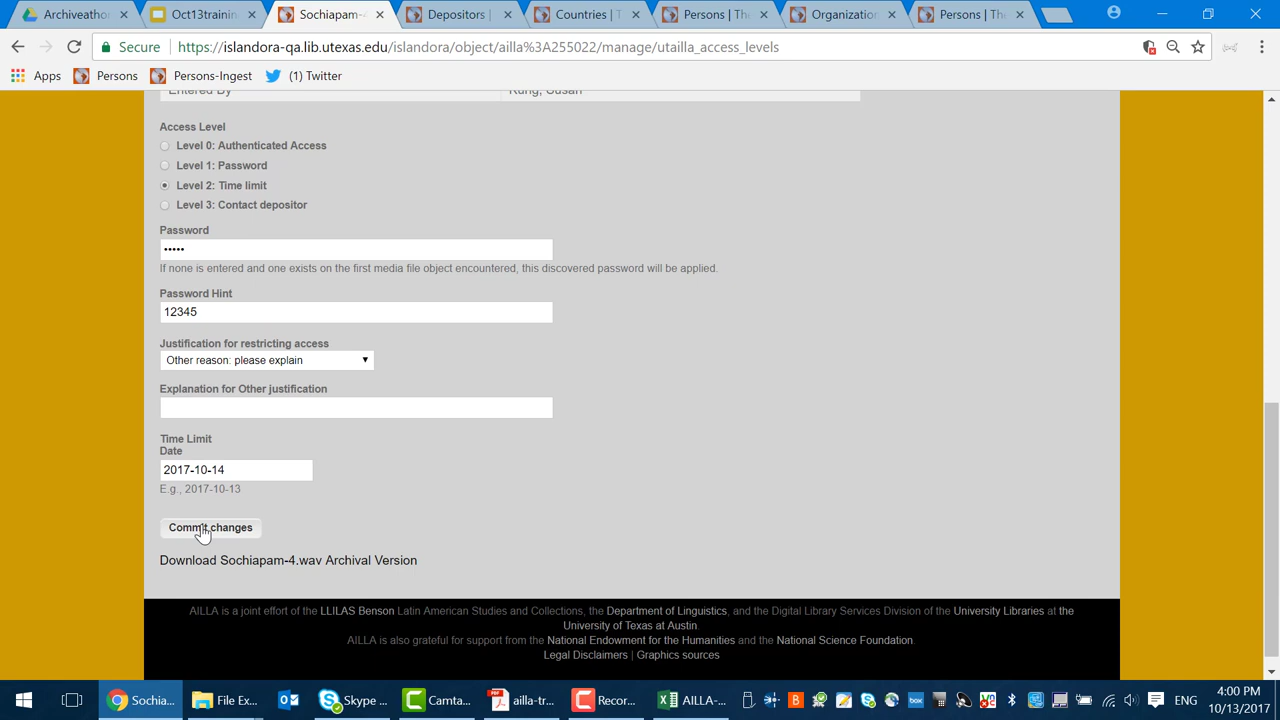 Archiveathon
Oct13training
Sochiapam-4
Depositors |
Countries | T
Persons | The
Organization
Persons | The
Secure
https://islandora-qa.lib.utexas.edu/islandora/object/ailla%3A255022/manage/utailla_access_levels
Apps Persons Persons-Ingest (1) Twitter
Entered By Kung, Susan
Access Level
Level 0: Authenticated Access
Level 1: Password
Level 2: Time limit
Level 3: Contact depositor
Password
•••••
If none is entered and one exists on the first media file object encountered, this discovered password will be applied.
Password Hint
12345
Justification for restricting access
Other reason: please explain
Explanation for Other justification
Time Limit
Date
2017-10-14
E.g., 2017-10-13
Commit changes
Download Sochiapam-4.wav Archival Version
AILLA is a joint effort of the LLILAS Benson Latin American Studies and Collections, the Department of Linguistics, and the Digital Library Services Division of the University Libraries at the
University of Texas at Austin.
AILLA is also grateful for support from the National Endowment for the Humanities and the National Science Foundation.
Legal Disclaimers | Graphics sources
Sochia...
File Ex...
Skype ...
Camta...
ailla-tr...
Recor...
AILLA-...
ENG
4:00 PM
10/13/2017